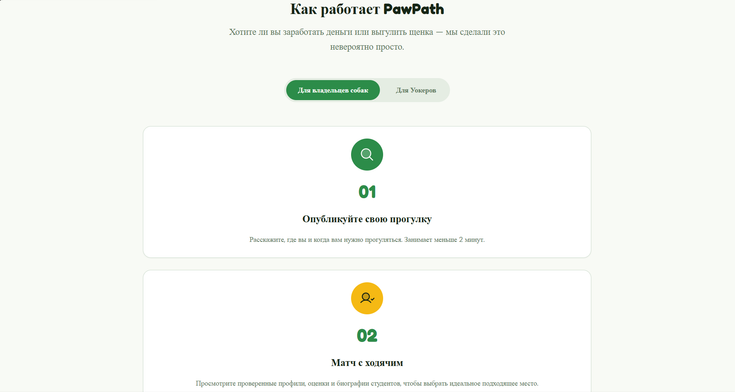 Как работает PawPath
Хотите ли вы заработать деньги или выгулить щенка — мы сделали это
невероятно просто.
Для владельцев собак
Для Уокеров
01
Опубликуйте свою прогулку
Расскажите, где вы и когда вам нужно прогуляться. Занимает меньше 2 минут.
02
Матч с ходячим
Просмотрите проверенные профили, оценки и биографии студентов, чтобы выбрать идеальное подходящее место.